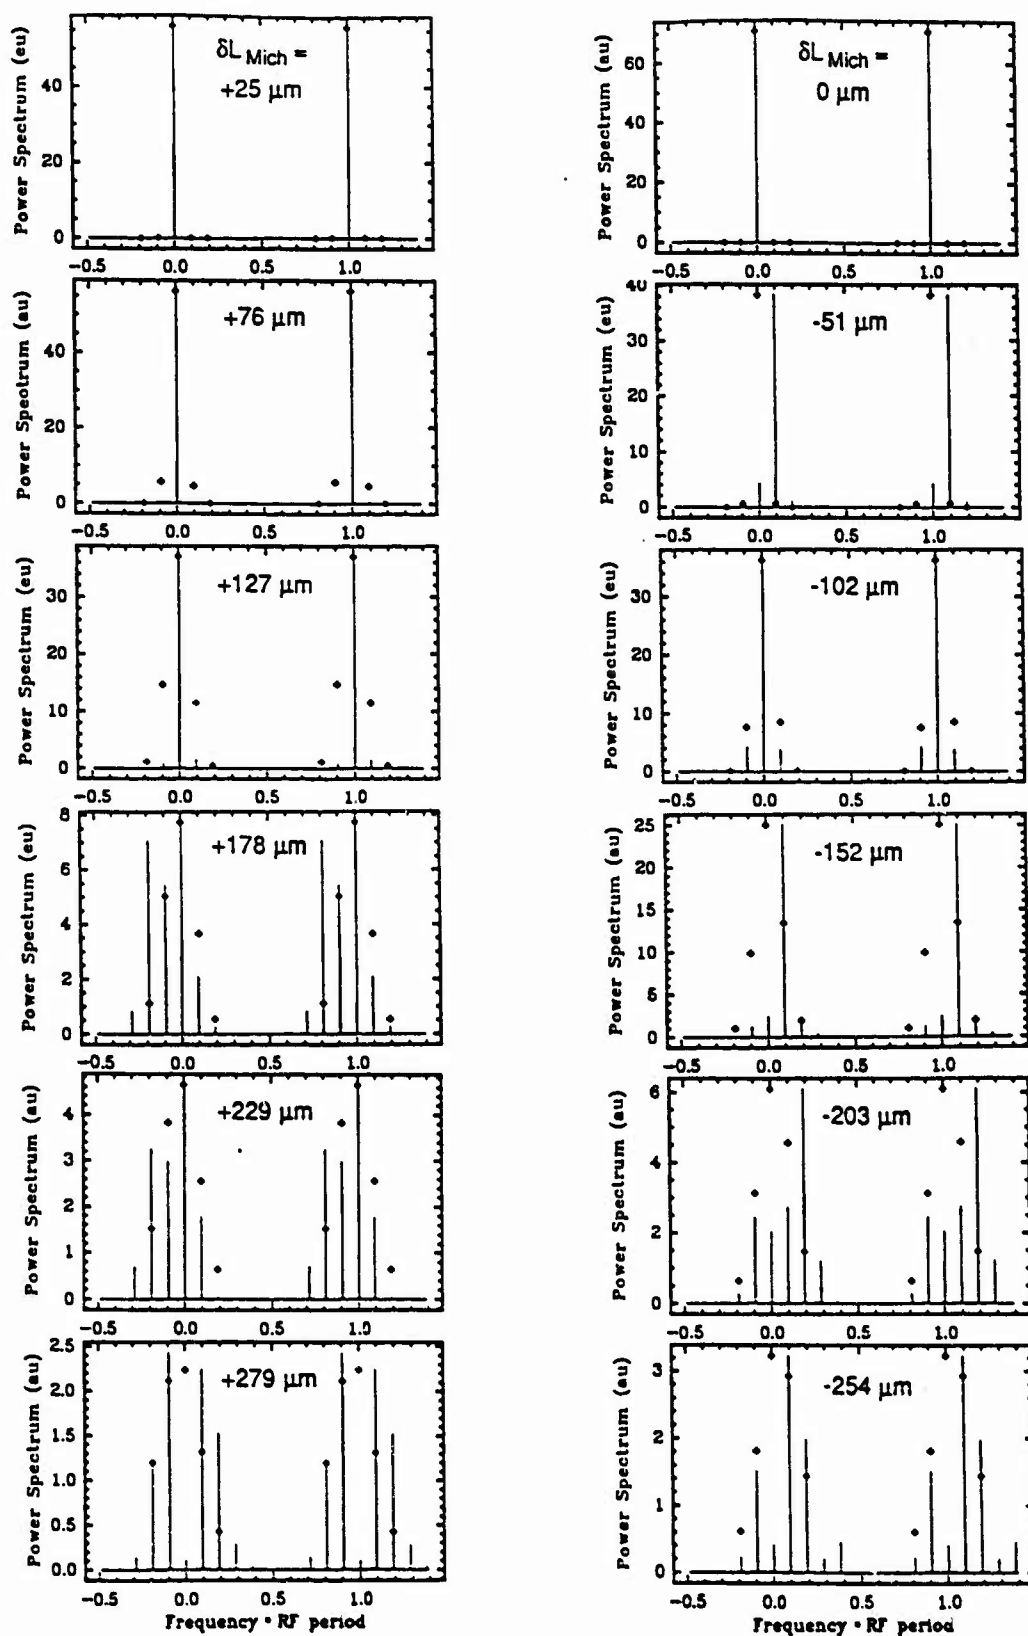 Power Spectrum (eu)
40
20
0
δL Mich =
+25 μm
-0.5 0.0 0.5 1.0
Power Speotrum (au)
40
20
0
+76 μm
-0.5 0.0 0.5 1.0
Power Spectrum (eu)
30
20
10
0
+127 μm
-0.5 0.0 0.5 1.0
Power Spectrum (eu)
8
6
4
2
0
+178 μm
-0.5 0.0 0.5 1.0
Power Spectrum (au)
4
3
2
1
0
+229 μm
-0.5 0.0 0.5 1.0
Power Spectrum (au)
2.5
2.0
1.5
1.0
0.5
0.0
+279 μm
-0.5 0.0 0.5 1.0
Frequency * RF period
Power Spectrum (au)
60
40
20
0
δL Mich =
0 μm
-0.5 0.0 0.5 1.0
Power Spectrum (eu)
40
30
20
10
0
-51 μm
-0.5 0.0 0.5 1.0
Power Spectrum (eu)
30
20
10
0
-102 μm
-0.5 0.0 0.5 1.0
Power Spectrum (au)
25
20
15
10
5
0
-152 μm
-0.5 0.0 0.5 1.0
Power Spectrum (au)
6
4
2
0
-203 μm
-0.5 0.0 0.5 1.0
Power Spectrum (au)
3
2
1
0
-254 μm
-0.5 0.0 0.5 1.0
Frequency * RF period